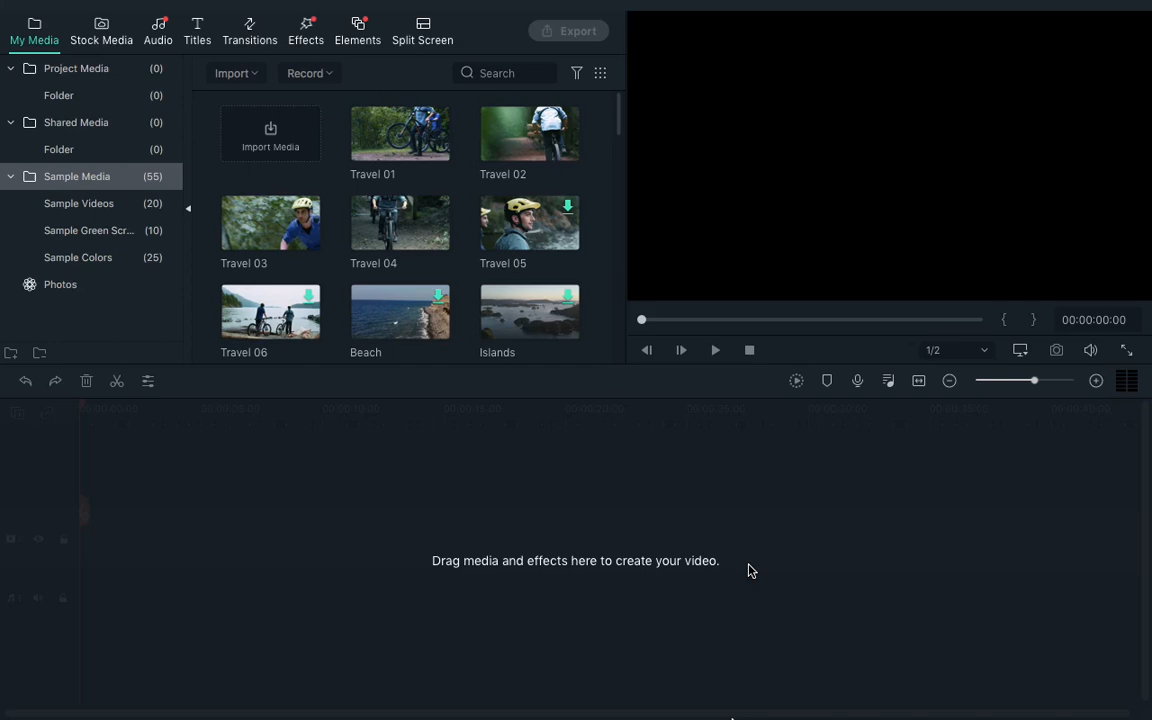 My Media Stock Media Audio Titles Transitions Effects Elements Split Screen Export
Project Media (0)
Folder (0)
Shared Media (0)
Folder (0)
Sample Media (55)
Sample Videos (20)
Sample Green Scr... (10)
Sample Colors (25)
Photos
Import Record Search
Import Media
Travel 01
Travel 02
Travel 03
Travel 04
Travel 05
Travel 06
Beach
Islands
{ } 00:00:00:00
1/2
Drag media and effects here to create your video.